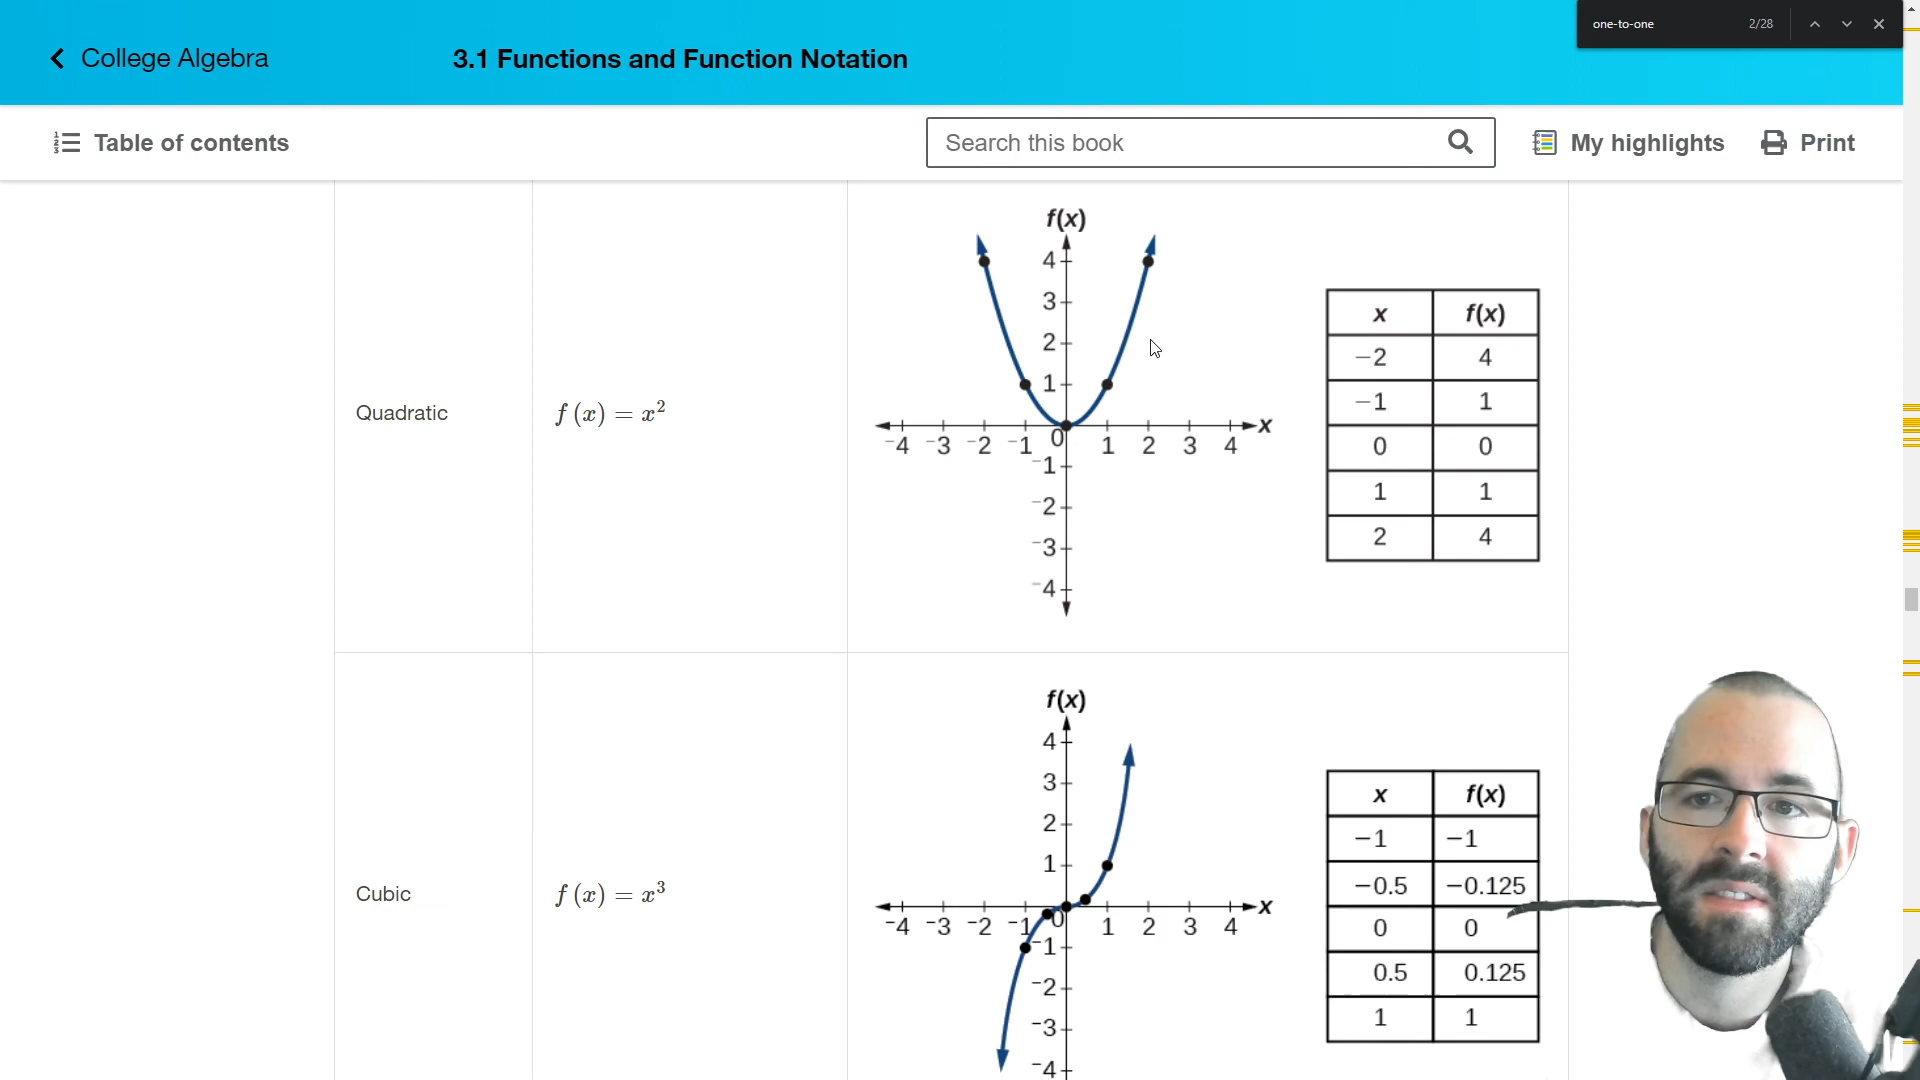 one-to-one 2/28
College Algebra
3.1 Functions and Function Notation
Table of contents
Search this book
My highlights
Print
Quadratic
f (x) = x²
f(x)
4
3
2
1
x
−4 −3 −2 −1 0 1 2 3 4
−1
−2
−3
−4
x f(x)
−2 4
−1 1
0 0
1 1
2 4
Cubic
f (x) = x³
f(x)
4
3
2
1
x
−4 −3 −2 −1 0 1 2 3 4
−1
−2
−3
−4
x f(x)
−1 −1
−0.5 −0.125
0 0
0.5 0.125
1 1